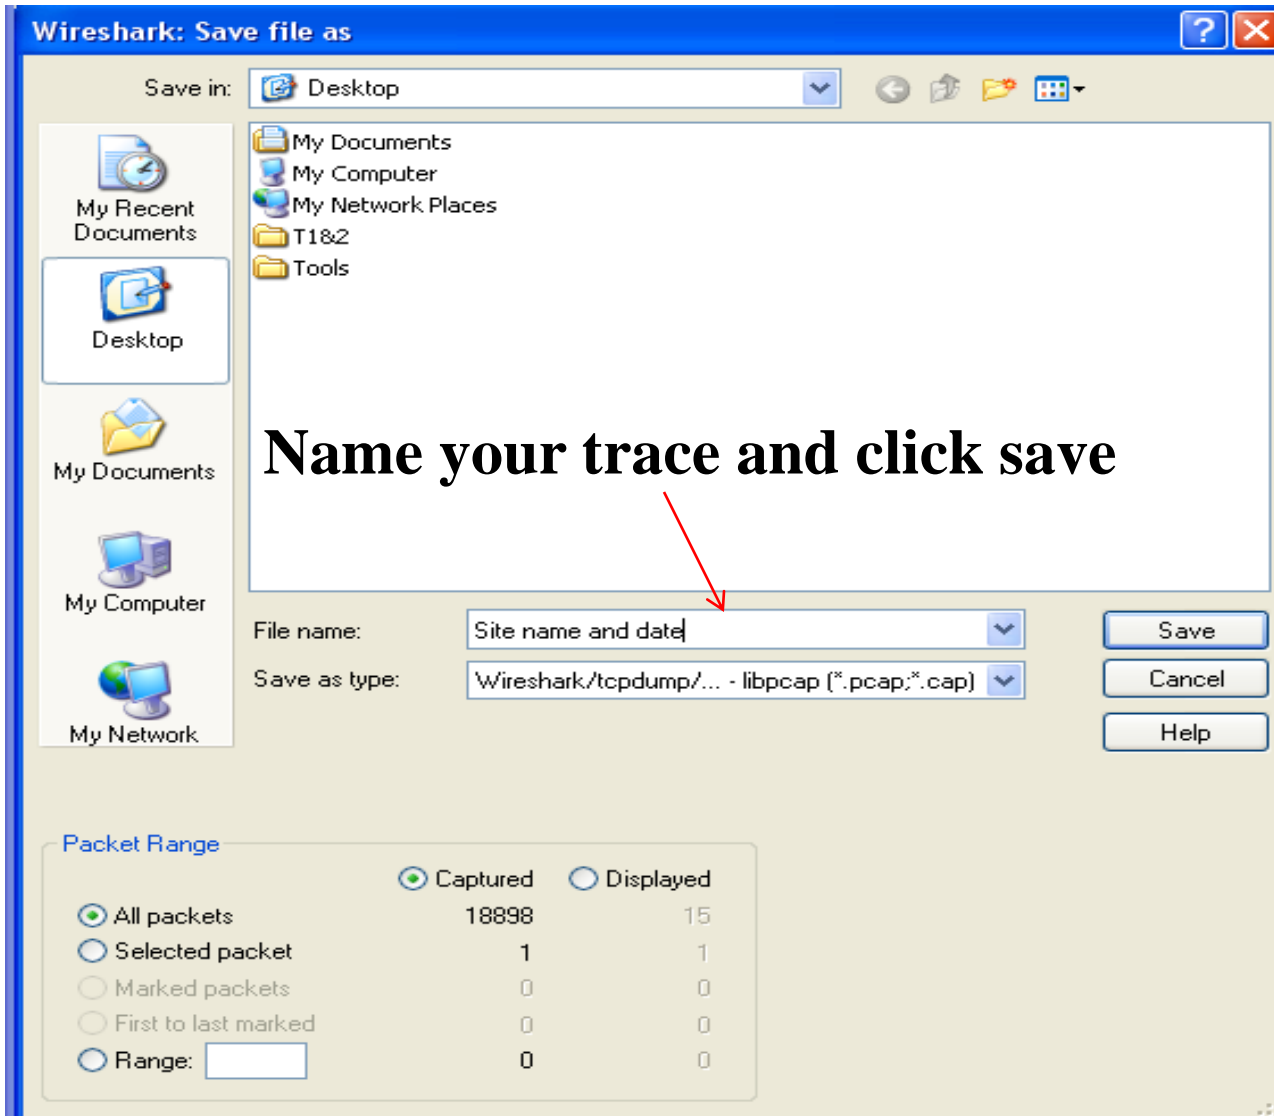 Wireshark: Save file as
Save in:
Desktop
My Recent
Documents
Desktop
My Documents
My Computer
My Network
My Documents
My Computer
My Network Places
T1&2
Tools
Name your trace and click save
File name:
Site name and date
Save
Save as type:
Wireshark/tcpdump/... - libpcap (*.pcap;*.cap)
Cancel
Help
Packet Range
Captured Displayed
All packets 18898 15
Selected packet 1 1
Marked packets 0 0
First to last marked 0 0
Range: 0 0